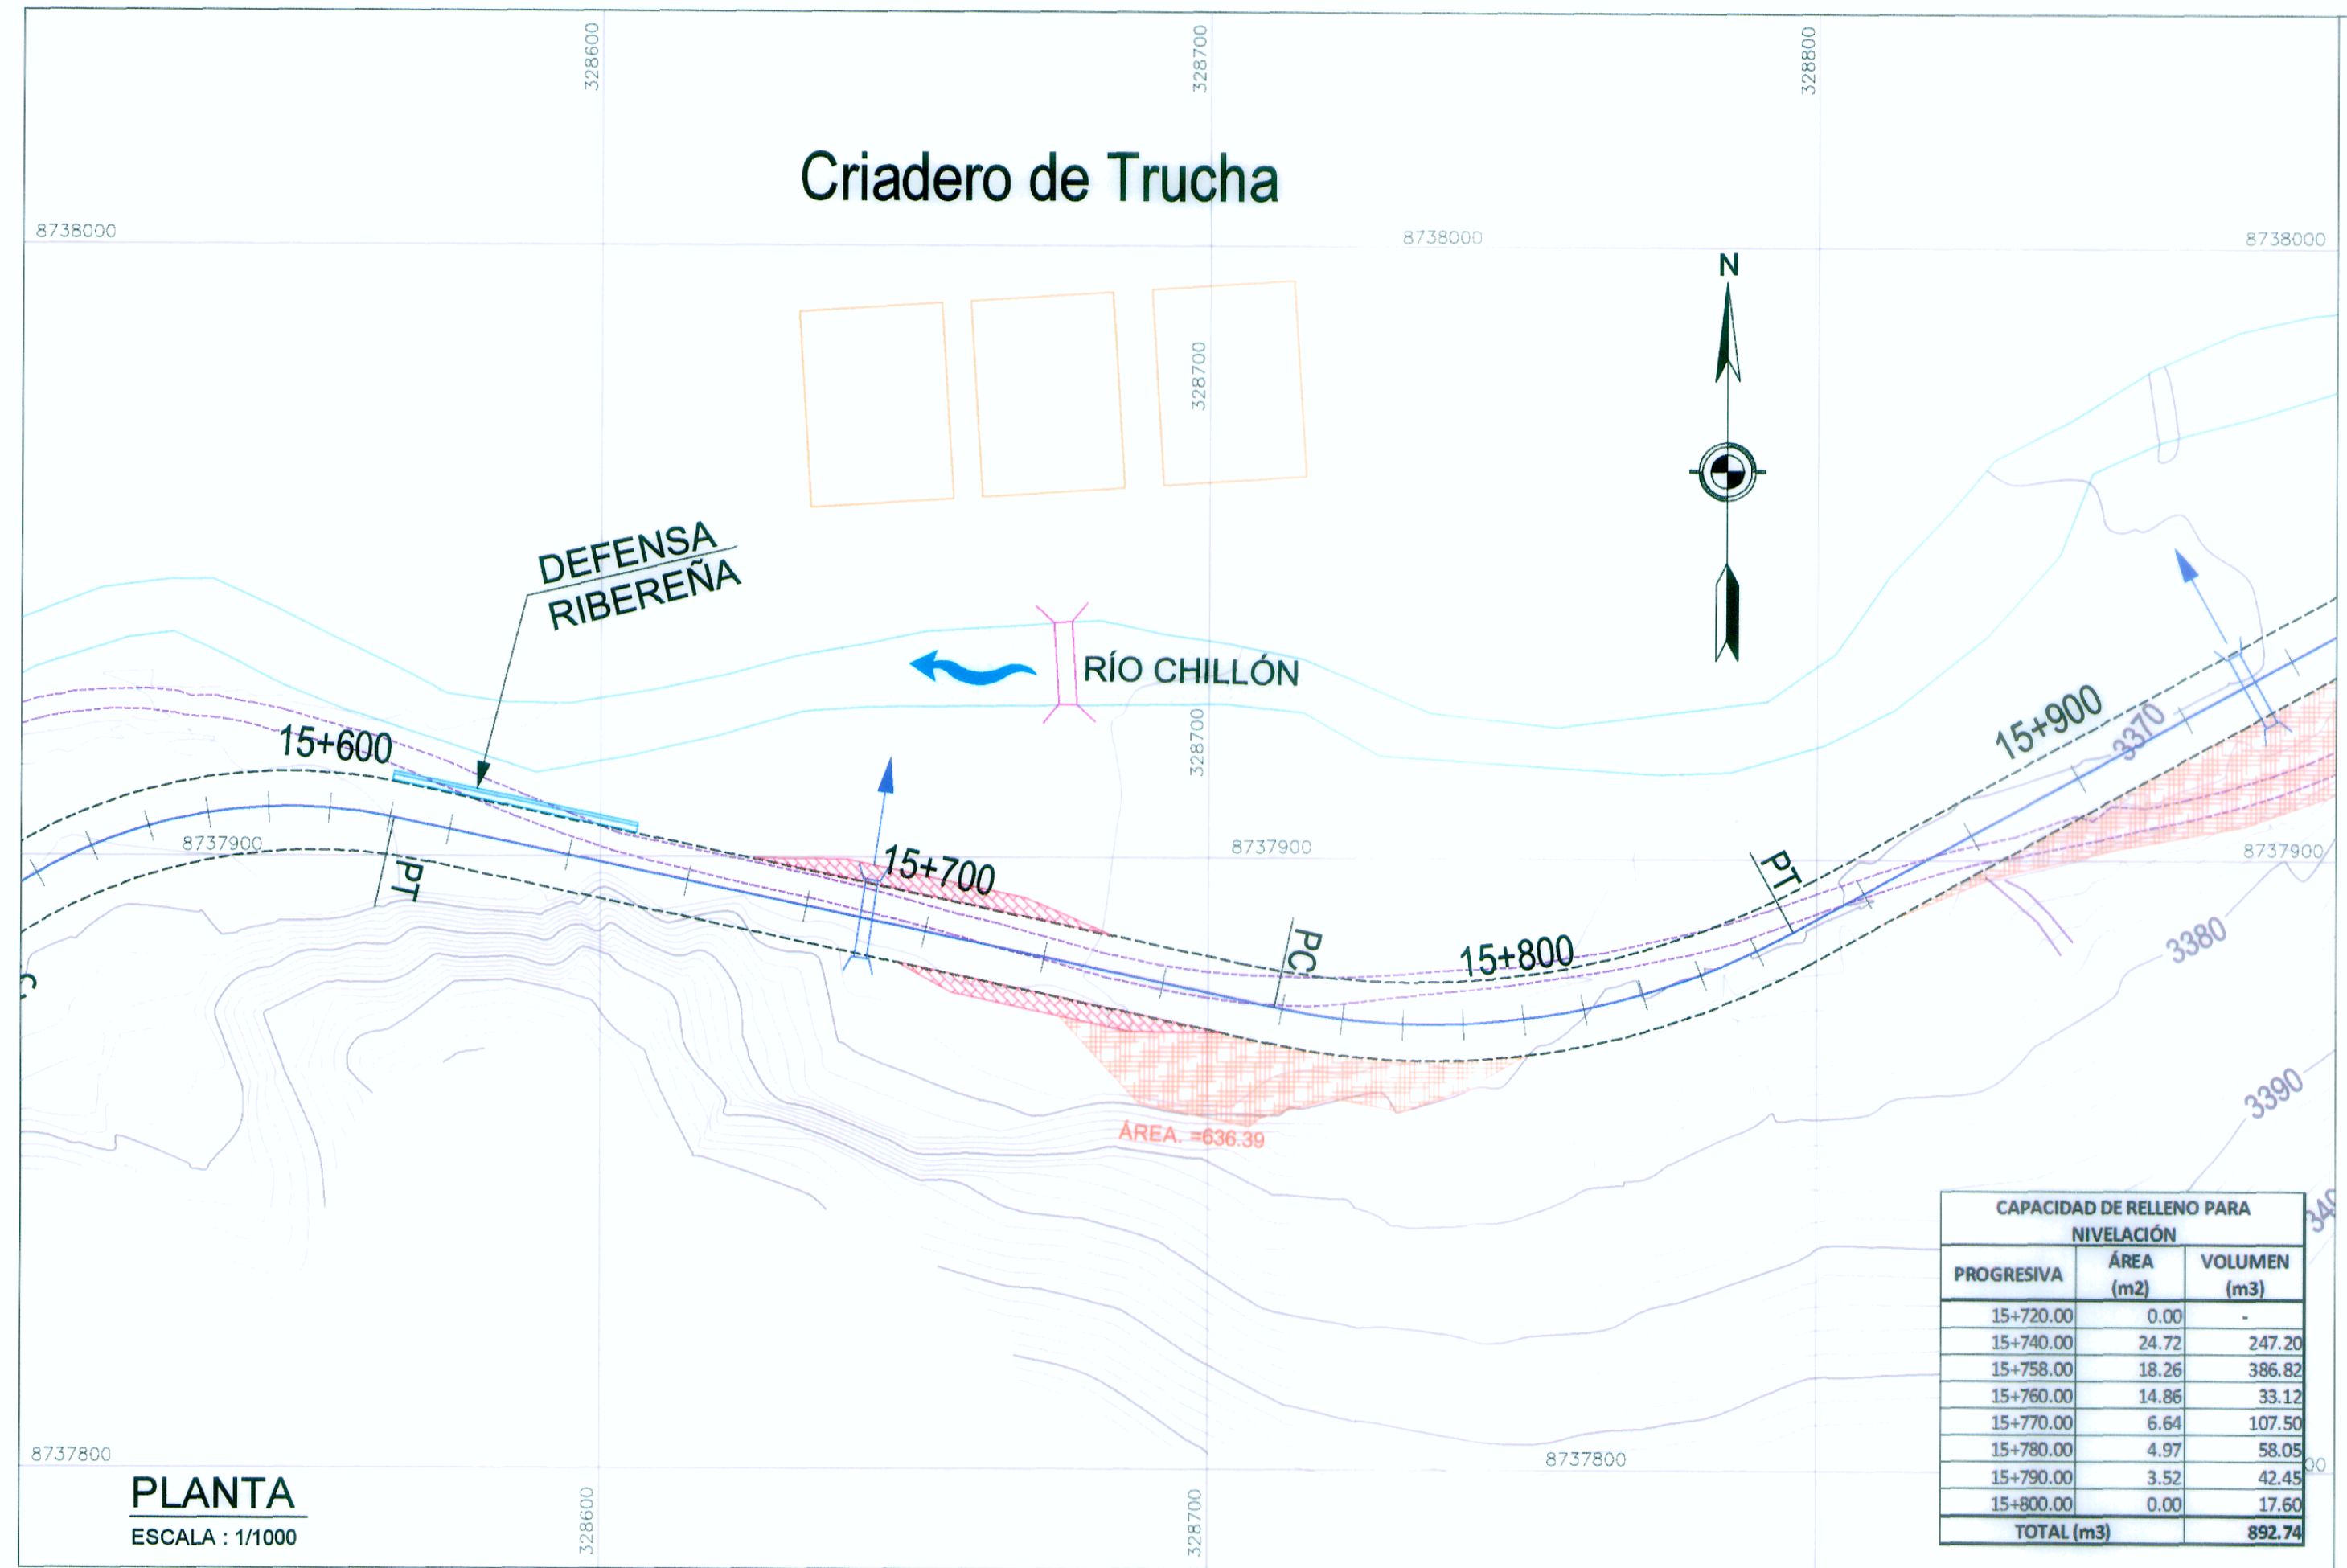 328600
328700
328800
Criadero de Trucha
8738000
8738000
8738000
N
328700
DEFENSA
RIBEREÑA
RÍO CHILLÓN
328700
15+600
15+900
3370
8737900
PT
15+700
8737900
8737900
PT
PC
15+800
3380
3390
ÁREA. =636.39
8737800
8737800
PLANTA
ESCALA : 1/1000
328600
328700
CAPACIDAD DE RELLENO PARA
NIVELACIÓN
PROGRESIVA ÁREA (m2) VOLUMEN (m3)
15+720.00 0.00 -
15+740.00 24.72 247.20
15+758.00 18.26 386.82
15+760.00 14.86 33.12
15+770.00 6.64 107.50
15+780.00 4.97 58.05
15+790.00 3.52 42.45
15+800.00 0.00 17.60
TOTAL (m3) 892.74